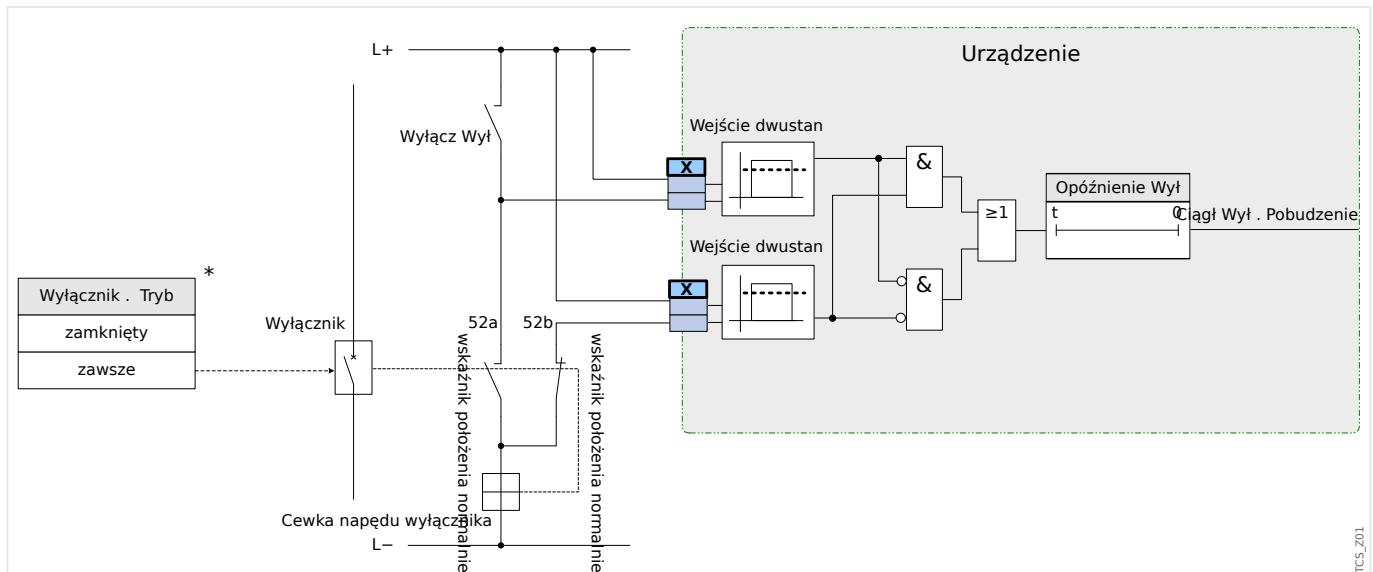 L+
Urządzenie
Wyłącz Wył
Wejście dwustan
X
&
Opóźnienie Wył
t
0
≥1
Ciągł Wył . Pobudzenie
Wejście dwustan
X
&
*
Wyłącznik . Tryb
zamknięty
zawsze
Wyłącznik
52a
52b
wskaźnik położenia normalnie
wskaźnik położenia normalnie
Cewka napędu wyłącznika
L−
TCS_Z01